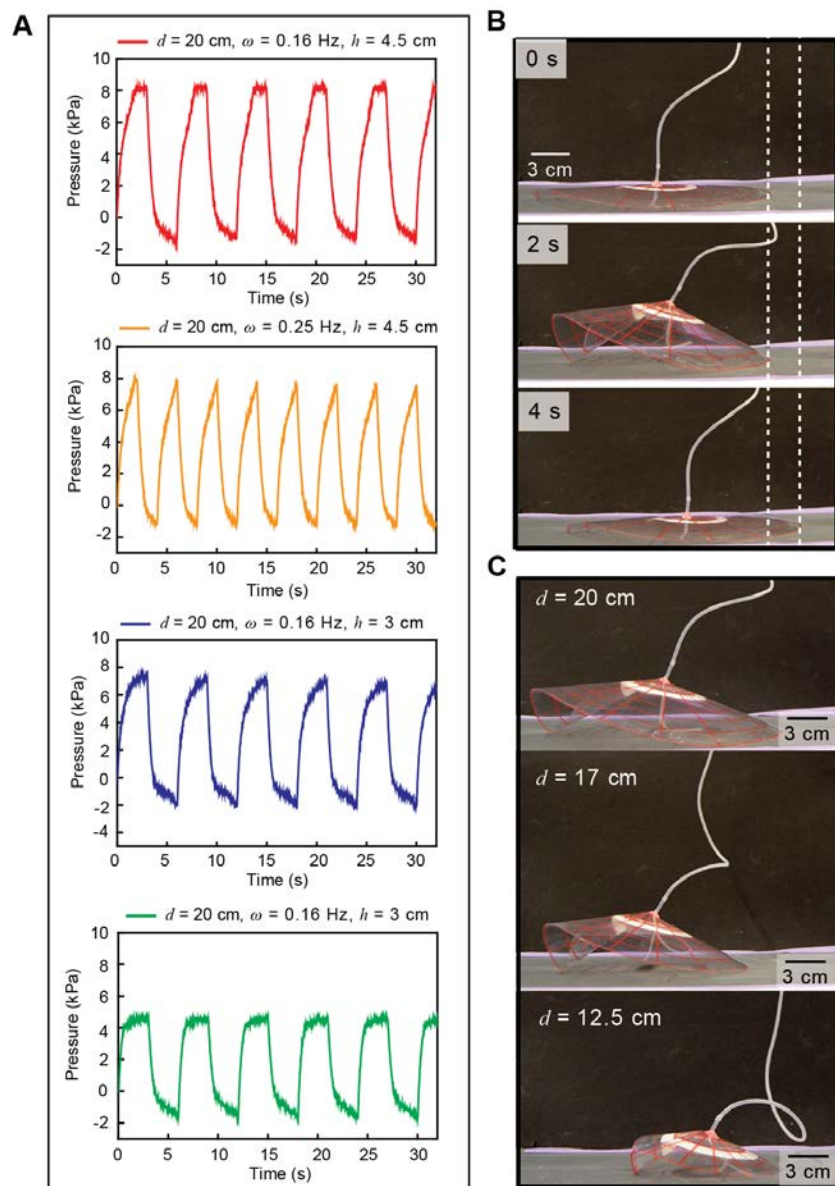 A
d = 20 cm, ω = 0.16 Hz, h = 4.5 cm
10
8
6
4
2
0
-2
Pressure (kPa)
0 5 10 15 20 25 30
Time (s)
d = 20 cm, ω = 0.25 Hz, h = 4.5 cm
10
8
6
4
2
0
-2
Pressure (kPa)
0 5 10 15 20 25 30
Time (s)
d = 20 cm, ω = 0.16 Hz, h = 3 cm
10
8
6
4
2
0
-2
-4
Pressure (kPa)
0 5 10 15 20 25 30
Time (s)
d = 20 cm, ω = 0.16 Hz, h = 3 cm
10
8
6
4
2
0
-2
Pressure (kPa)
0 5 10 15 20 25 30
Time (s)
B
0 s
3 cm
2 s
4 s
C
d = 20 cm
3 cm
d = 17 cm
3 cm
d = 12.5 cm
3 cm